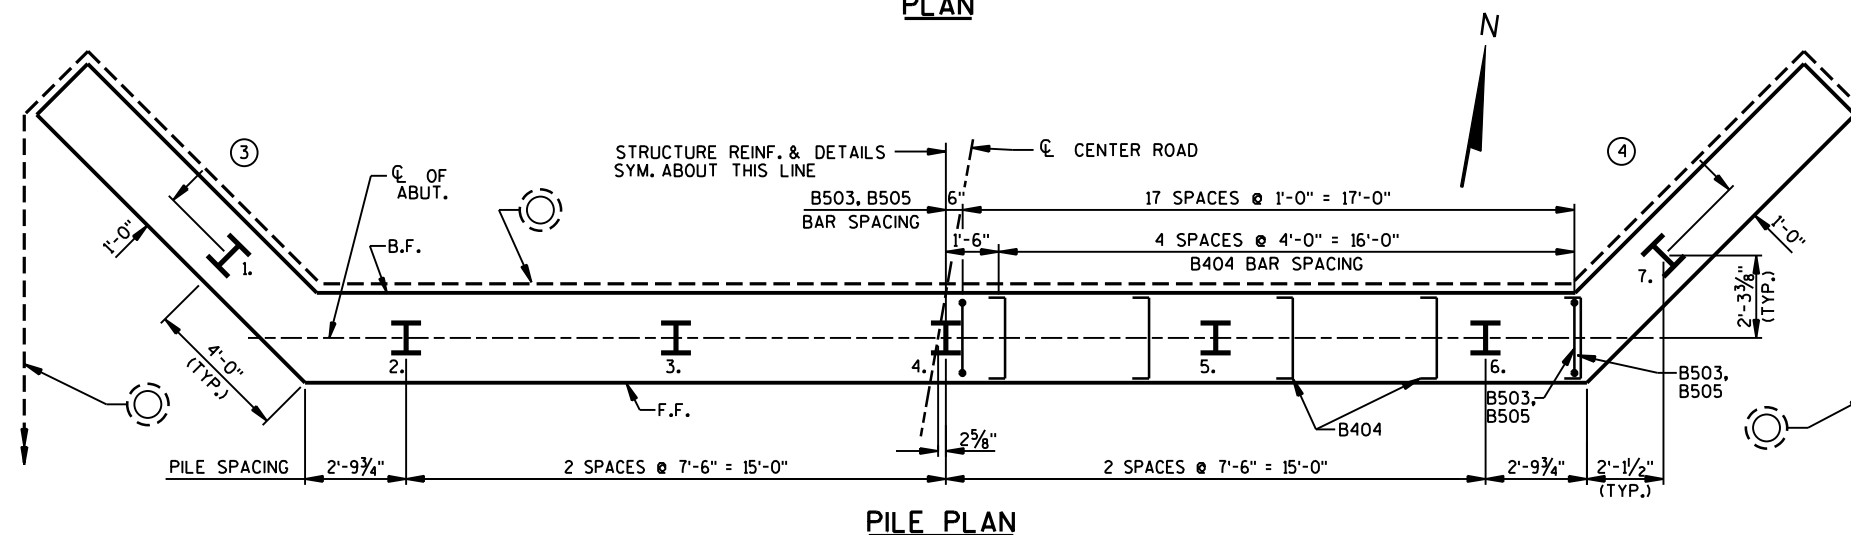 PLAN
N
3
4
STRUCTURE REINF. & DETAILS
SYM. ABOUT THIS LINE
℄ CENTER ROAD
℄ OF
ABUT.
B503, B505
BAR SPACING
6"
17 SPACES @ 1'-0" = 17'-0"
1'-6"
4 SPACES @ 4'-0" = 16'-0"
B404 BAR SPACING
1'-0"
1'-0"
B.F.
1.
7.
2'-3⅜"
(TYP.)
4'-0"
(TYP.)
2.
3.
4.
5.
6.
B503,
B505
B503,
B505
F.F.
B404
2⅝"
PILE SPACING
2'-9¾"
2 SPACES @ 7'-6" = 15'-0"
2 SPACES @ 7'-6" = 15'-0"
2'-9¾"
2'-1½"
(TYP.)
PILE PLAN